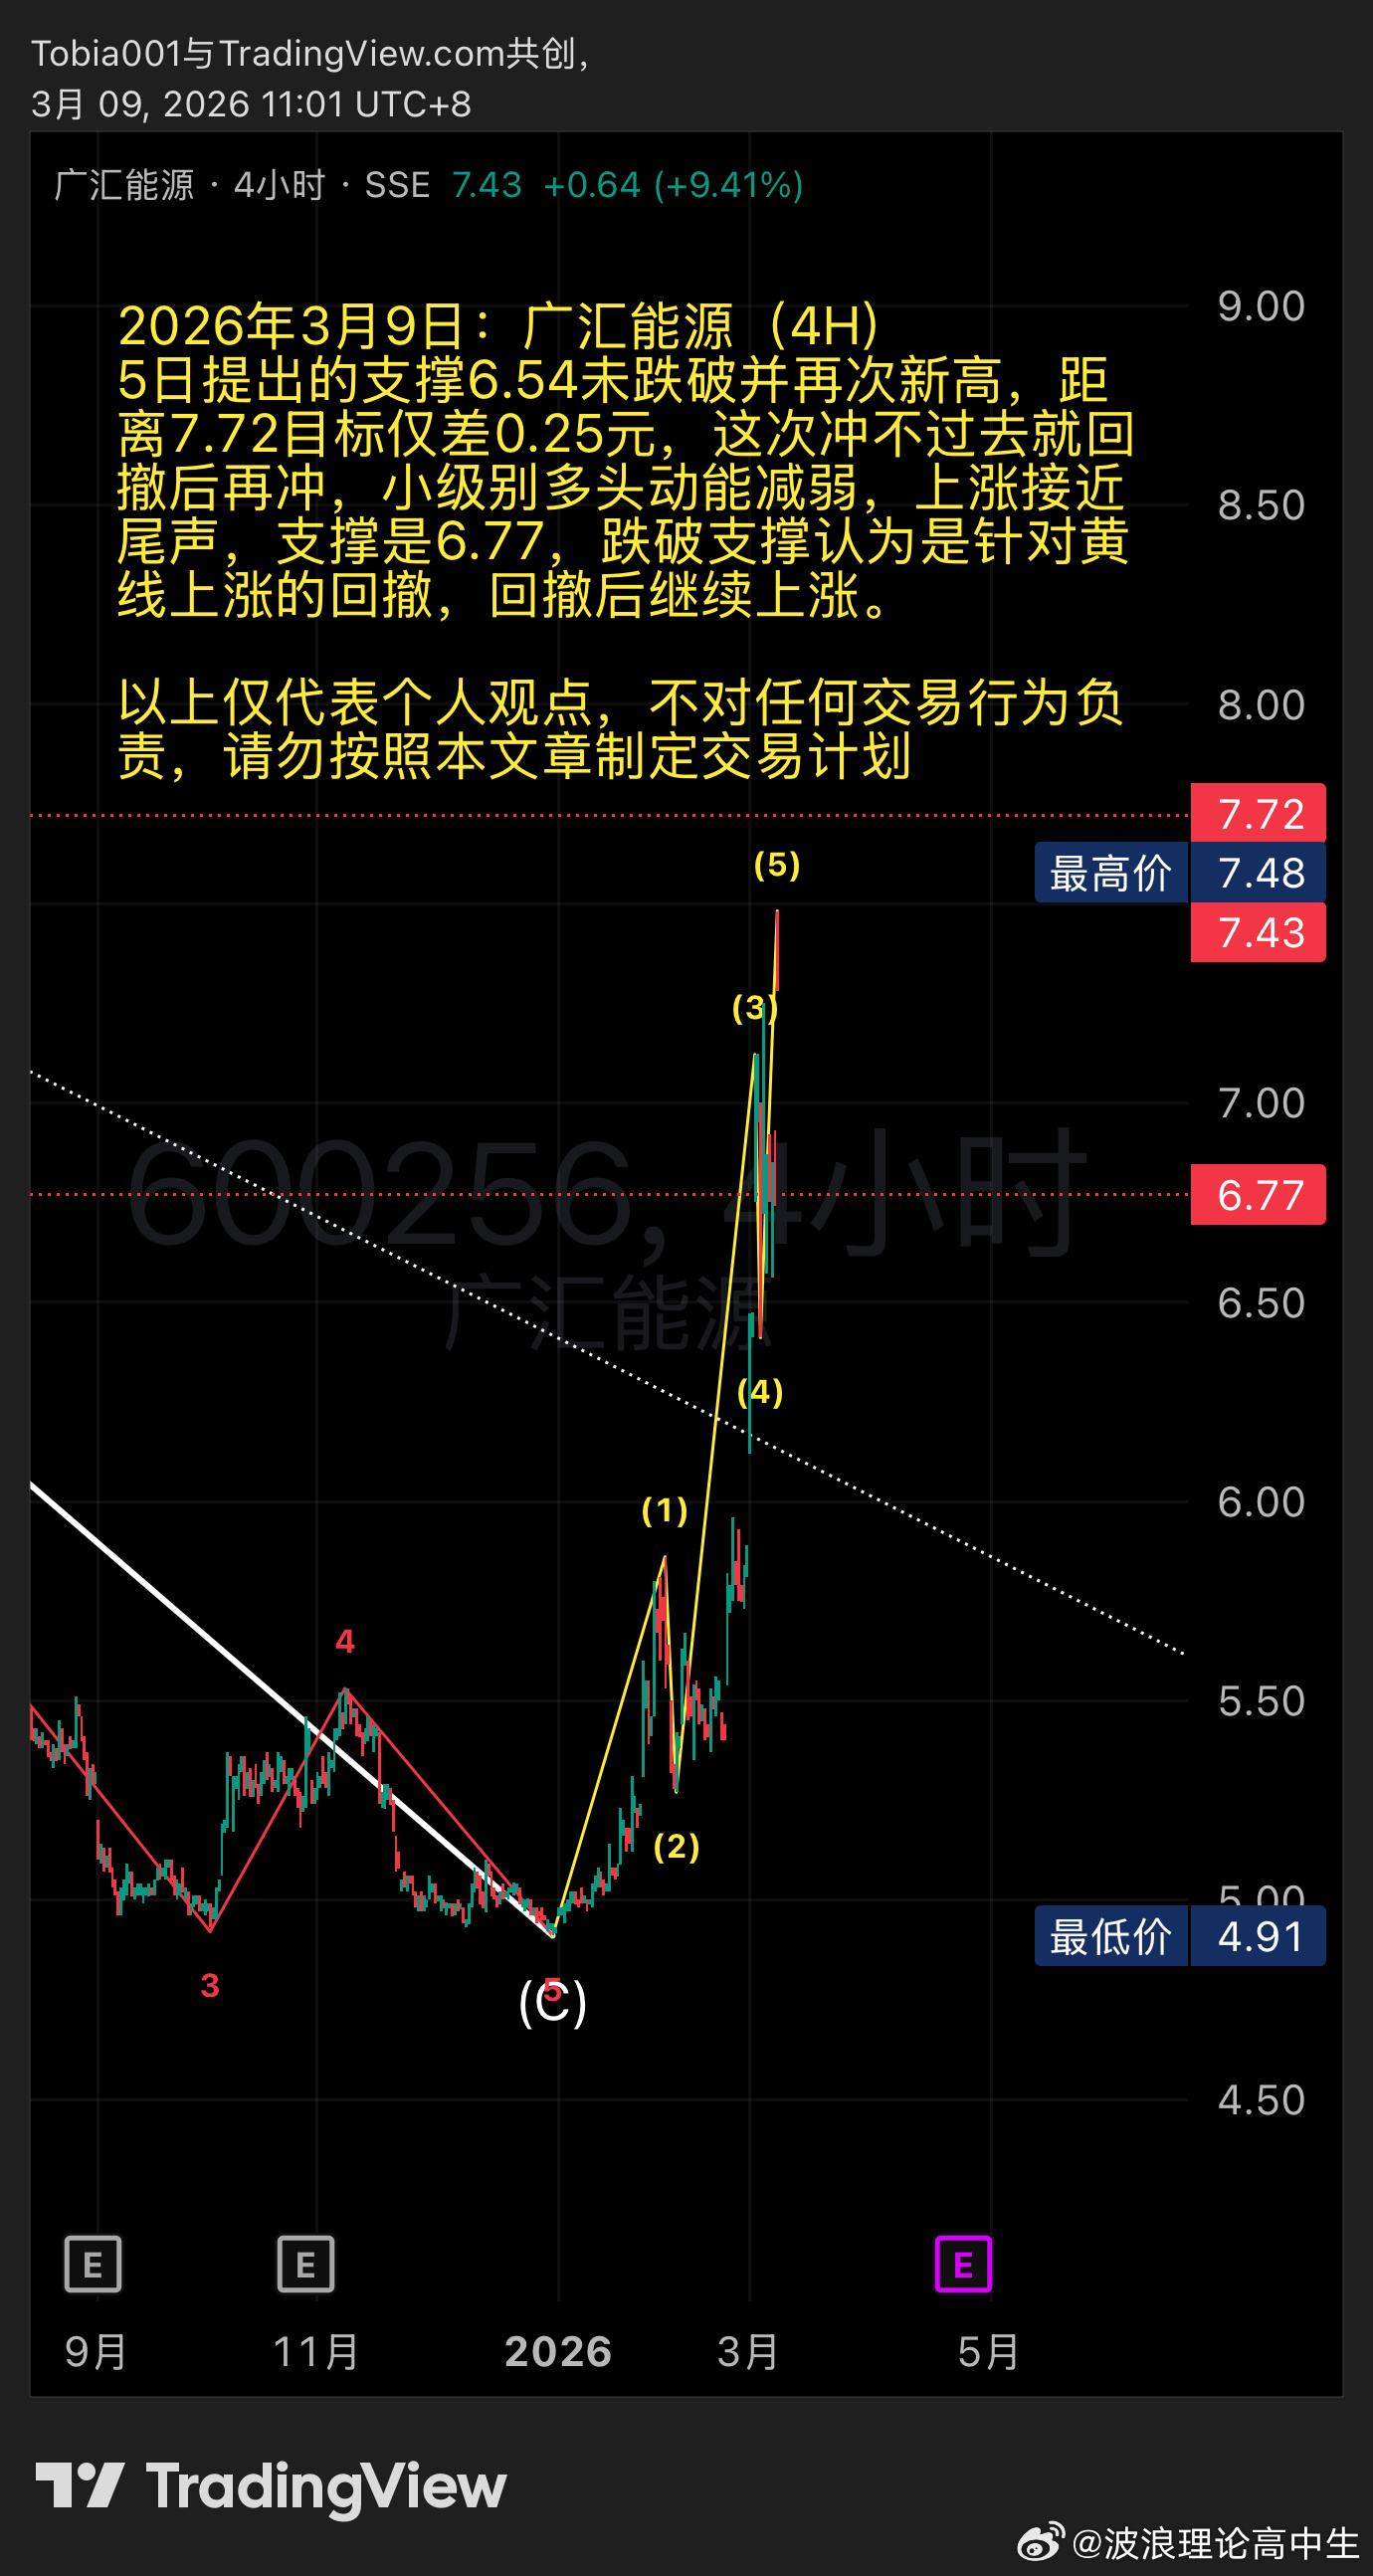 Tobia001与TradingView.com共创,
3月 09, 2026 11:01 UTC+8
广汇能源 · 4小时 · SSE 7.43 +0.64 (+9.41%)
2026年3月9日：广汇能源（4H）
5日提出的支撑6.54未跌破并再次新高，距
离7.72目标仅差0.25元，这次冲不过去就回
撤后再冲，小级别多头动能减弱，上涨接近
尾声，支撑是6.77，跌破支撑认为是针对黄
线上涨的回撤，回撤后继续上涨。
以上仅代表个人观点，不对任何交易行为负
责，请勿按照本文章制定交易计划
9.00
8.50
8.00
7.72
最高价 7.48
7.43
7.00
6.77
6.50
6.00
5.50
5.00
最低价 4.91
4.50
(5)
(3)
(4)
(1)
(2)
4
3
5
(C)
600256, 4小时
广汇能源
E
E
E
9月
11月
2026
3月
5月
TradingView
@波浪理论高中生